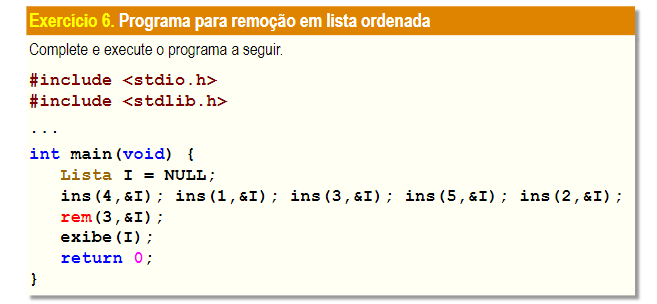 Exercício 6. Programa para remoção em lista ordenada
Complete e execute o programa a seguir.
#include <stdio.h>
#include <stdlib.h>
...
int main(void) {
Lista I = NULL;
ins(4,&I); ins(1,&I); ins(3,&I); ins(5,&I); ins(2,&I);
rem(3,&I);
exibe(I);
return 0;
}